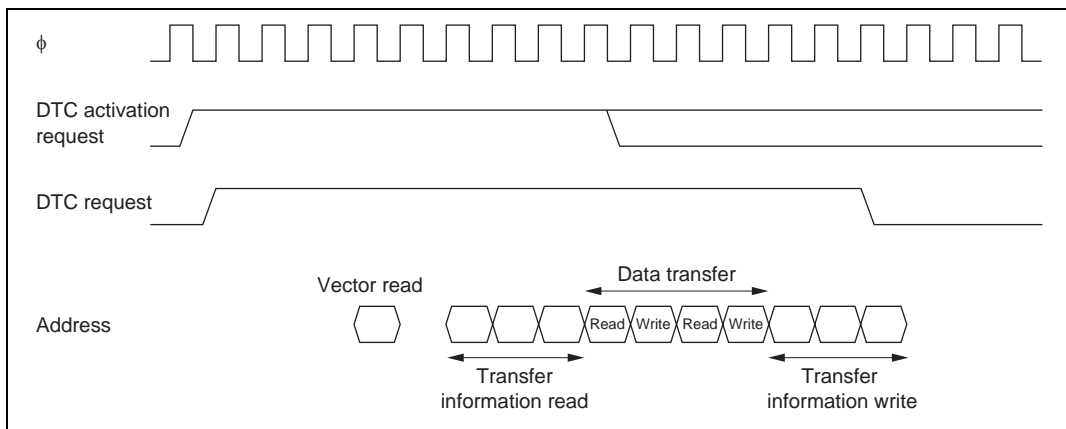 ϕ
DTC activation
request
DTC request
Vector read
Data transfer
Address
Read Write Read Write
Transfer
information read
Transfer
information write